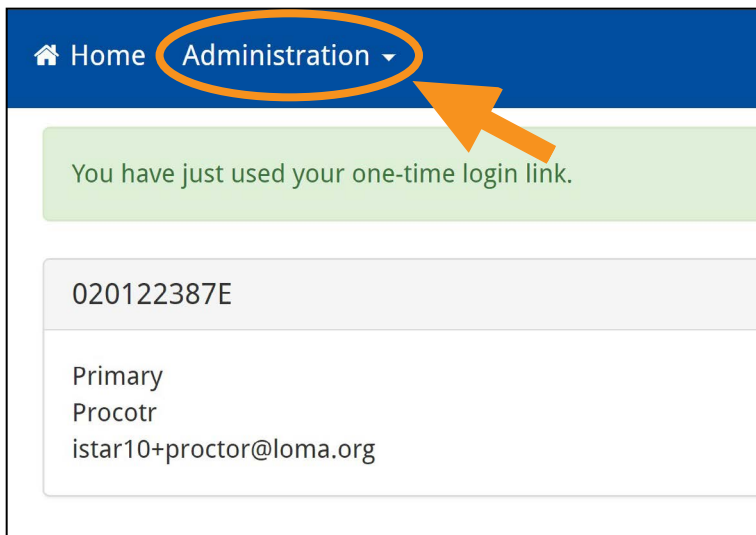 Home Administration
You have just used your one-time login link.
020122387E
Primary
Procotr
istar10+proctor@loma.org